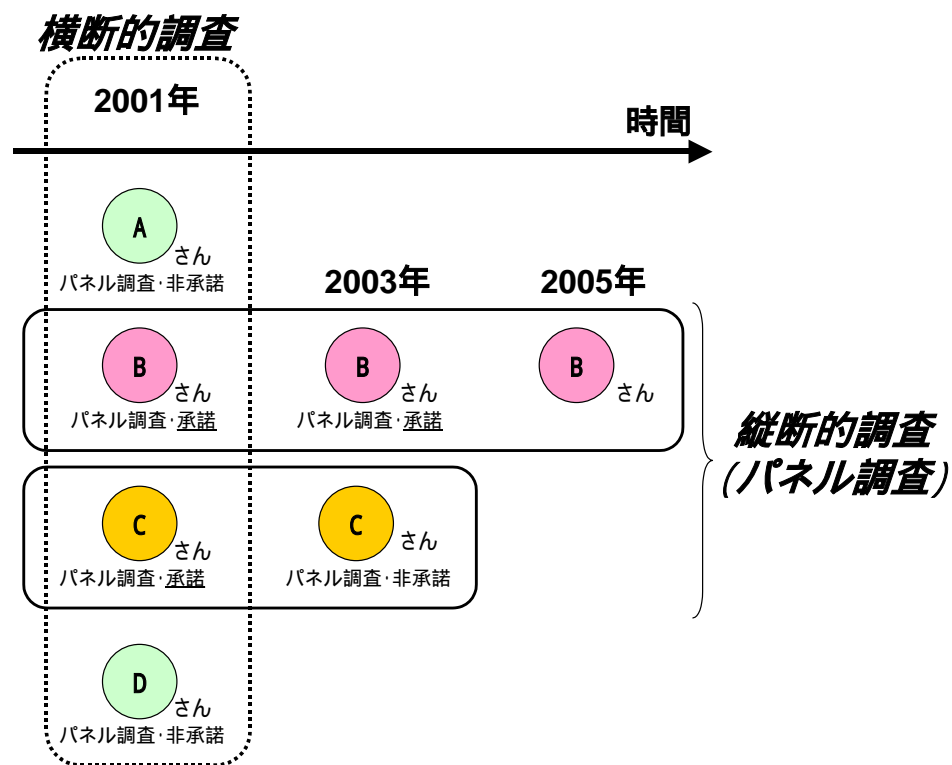 横断的調査
2001年
時間
A
さん
パネル調査・非承諾
2003年
2005年
B
さん
パネル調査・承諾
B
さん
パネル調査・承諾
B
さん
縦断的調査
(パネル調査)
C
さん
パネル調査・承諾
C
さん
パネル調査・非承諾
D
さん
パネル調査・非承諾